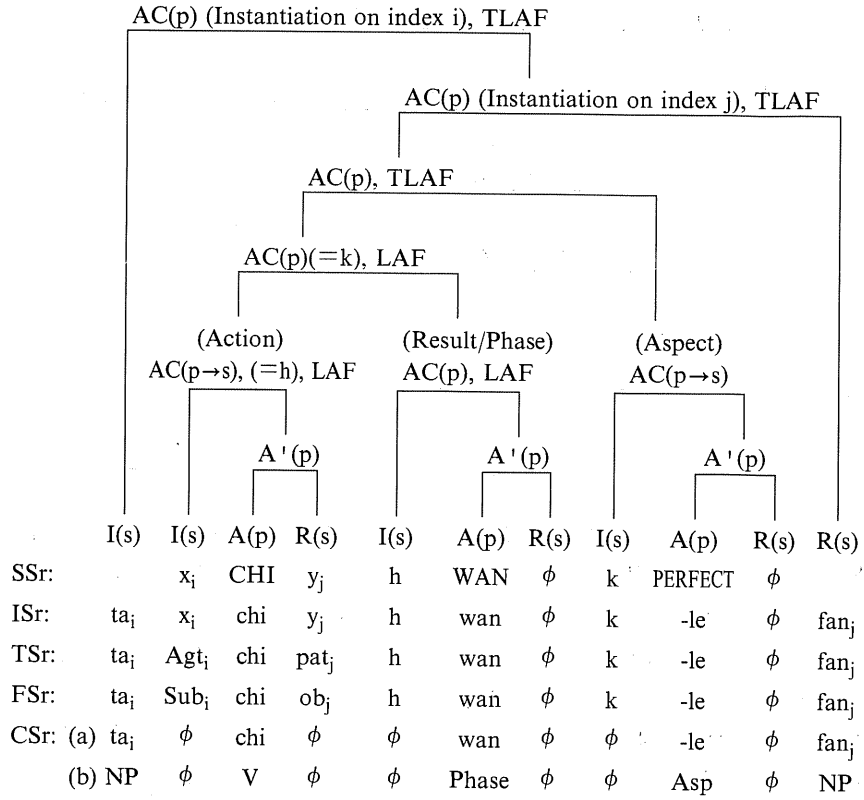 AC(p) (Instantiation on index i), TLAF
AC(p) (Instantiation on index j), TLAF
AC(p), TLAF
AC(p)(=k), LAF
(Action) (Result/Phase) (Aspect)
AC(p→s), (=h), LAF AC(p), LAF AC(p→s)
A'(p) A'(p) A'(p)
I(s) I(s) A(p) R(s) I(s) A(p) R(s) I(s) A(p) R(s) R(s)
SSr: xᵢ CHI yⱼ h WAN ϕ k PERFECT ϕ
ISr: taᵢ xᵢ chi yⱼ h wan ϕ k -le ϕ fanⱼ
TSr: taᵢ Agtᵢ chi patⱼ h wan ϕ k -le ϕ fanⱼ
FSr: taᵢ Subᵢ chi obⱼ h wan ϕ k -le ϕ fanⱼ
CSr: (a) taᵢ ϕ chi ϕ ϕ wan ϕ ϕ -le ϕ fanⱼ
(b) NP ϕ V ϕ ϕ Phase ϕ ϕ Asp ϕ NP